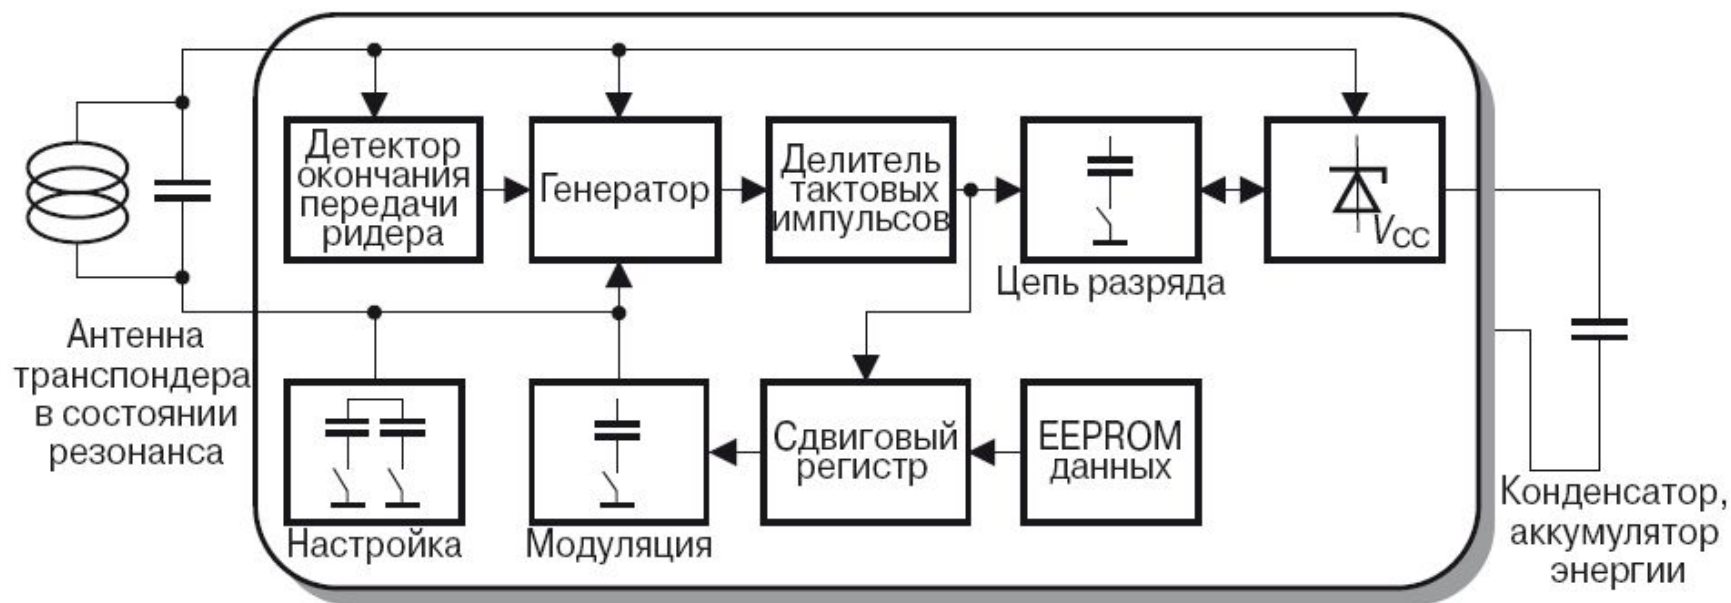 Детектор
окончания
передачи
ридера
Генератор
Делитель
тактовых
импульсов
Цепь разряда
VCC
Антенна
транспондера
в состоянии
резонанса
Настройка
Модуляция
Сдвиговый
регистр
EEPROM
данных
Конденсатор,
аккумулятор
энергии